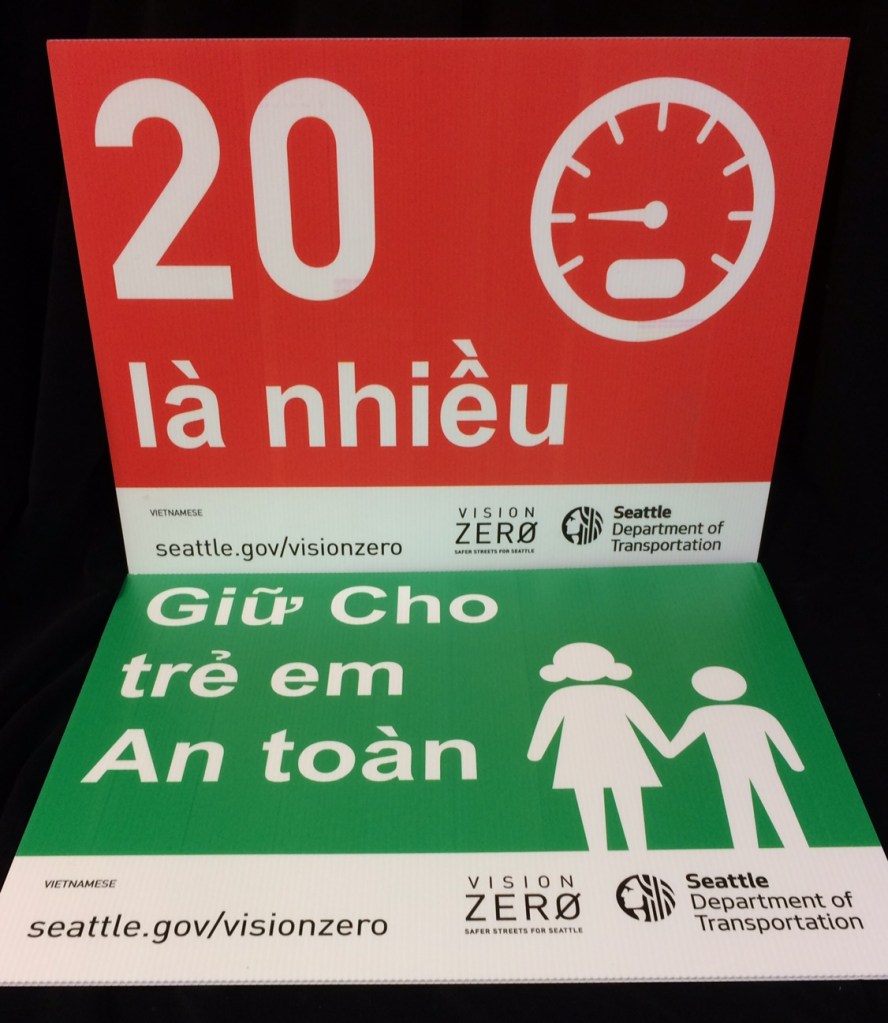 20
là nhiều
VIETNAMESE
seattle.gov/visionzero
VISION
ZERØ
SAFER STREETS FOR SEATTLE
Seattle
Department of
Transportation
Giữ Cho
trẻ em
An toàn
VIETNAMESE
seattle.gov/visionzero
VISION
ZERØ
SAFER STREETS FOR SEATTLE
Seattle
Department of
Transportation